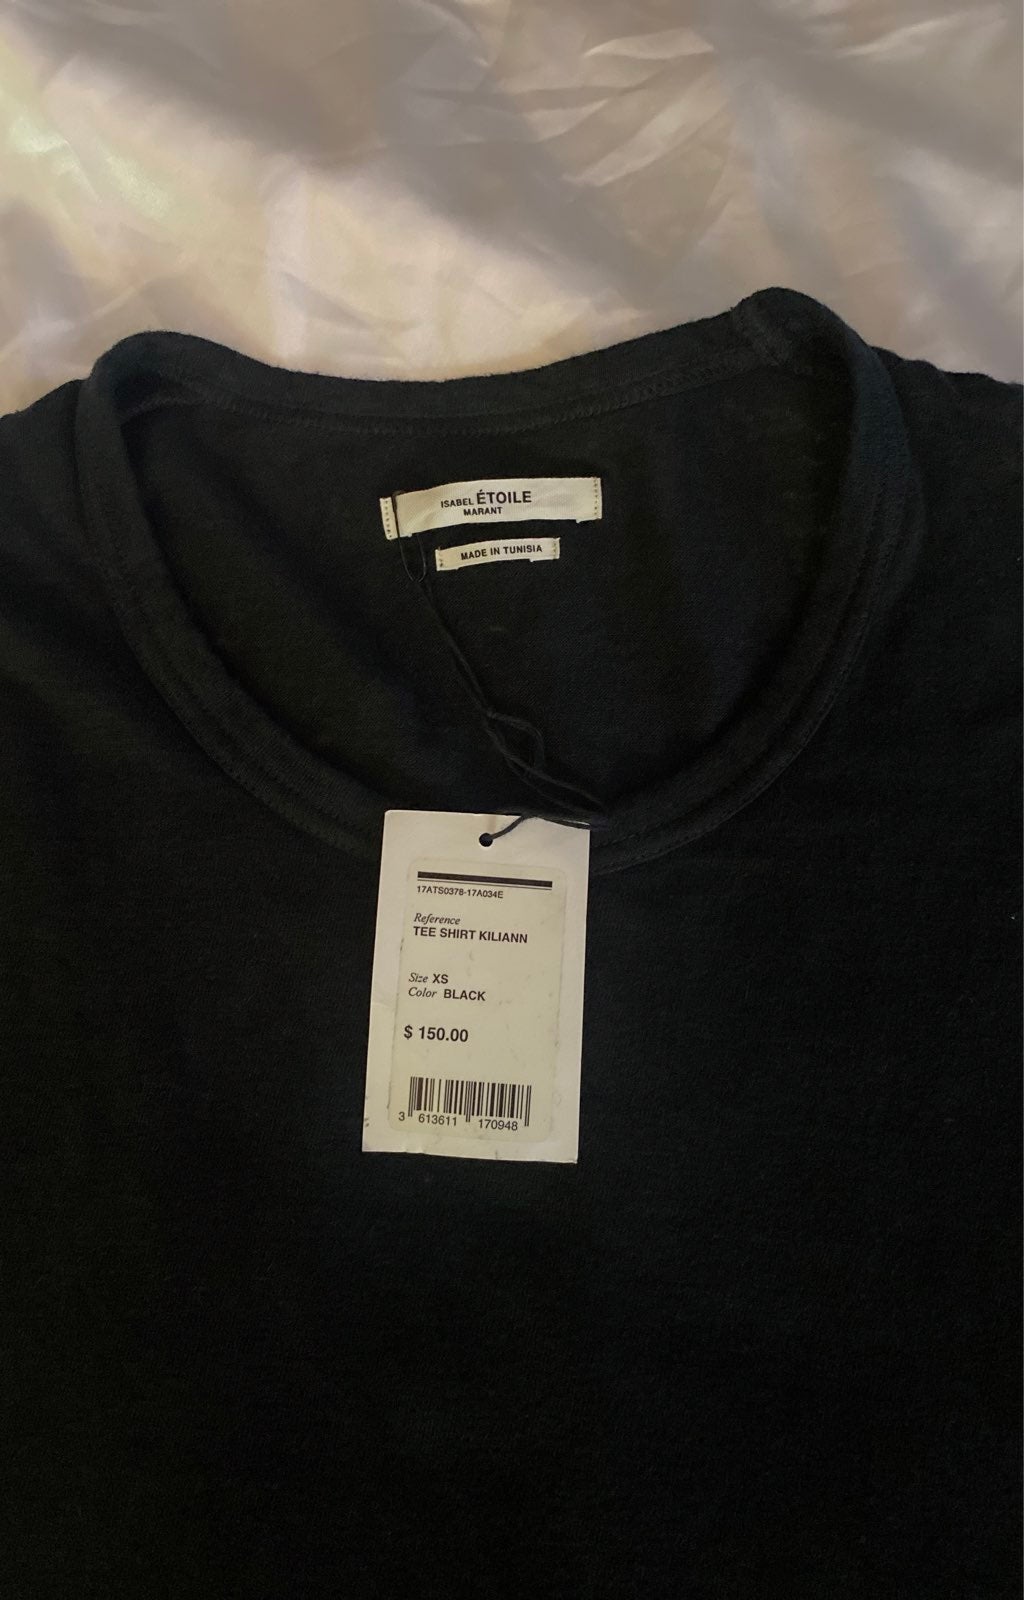 ISABEL ÉTOILE
MARANT
MADE IN TUNISIA
17ATS0378-17A034E
Reference
TEE SHIRT KILIANN
Size XS
Color BLACK
$ 150.00
3 613611 170948